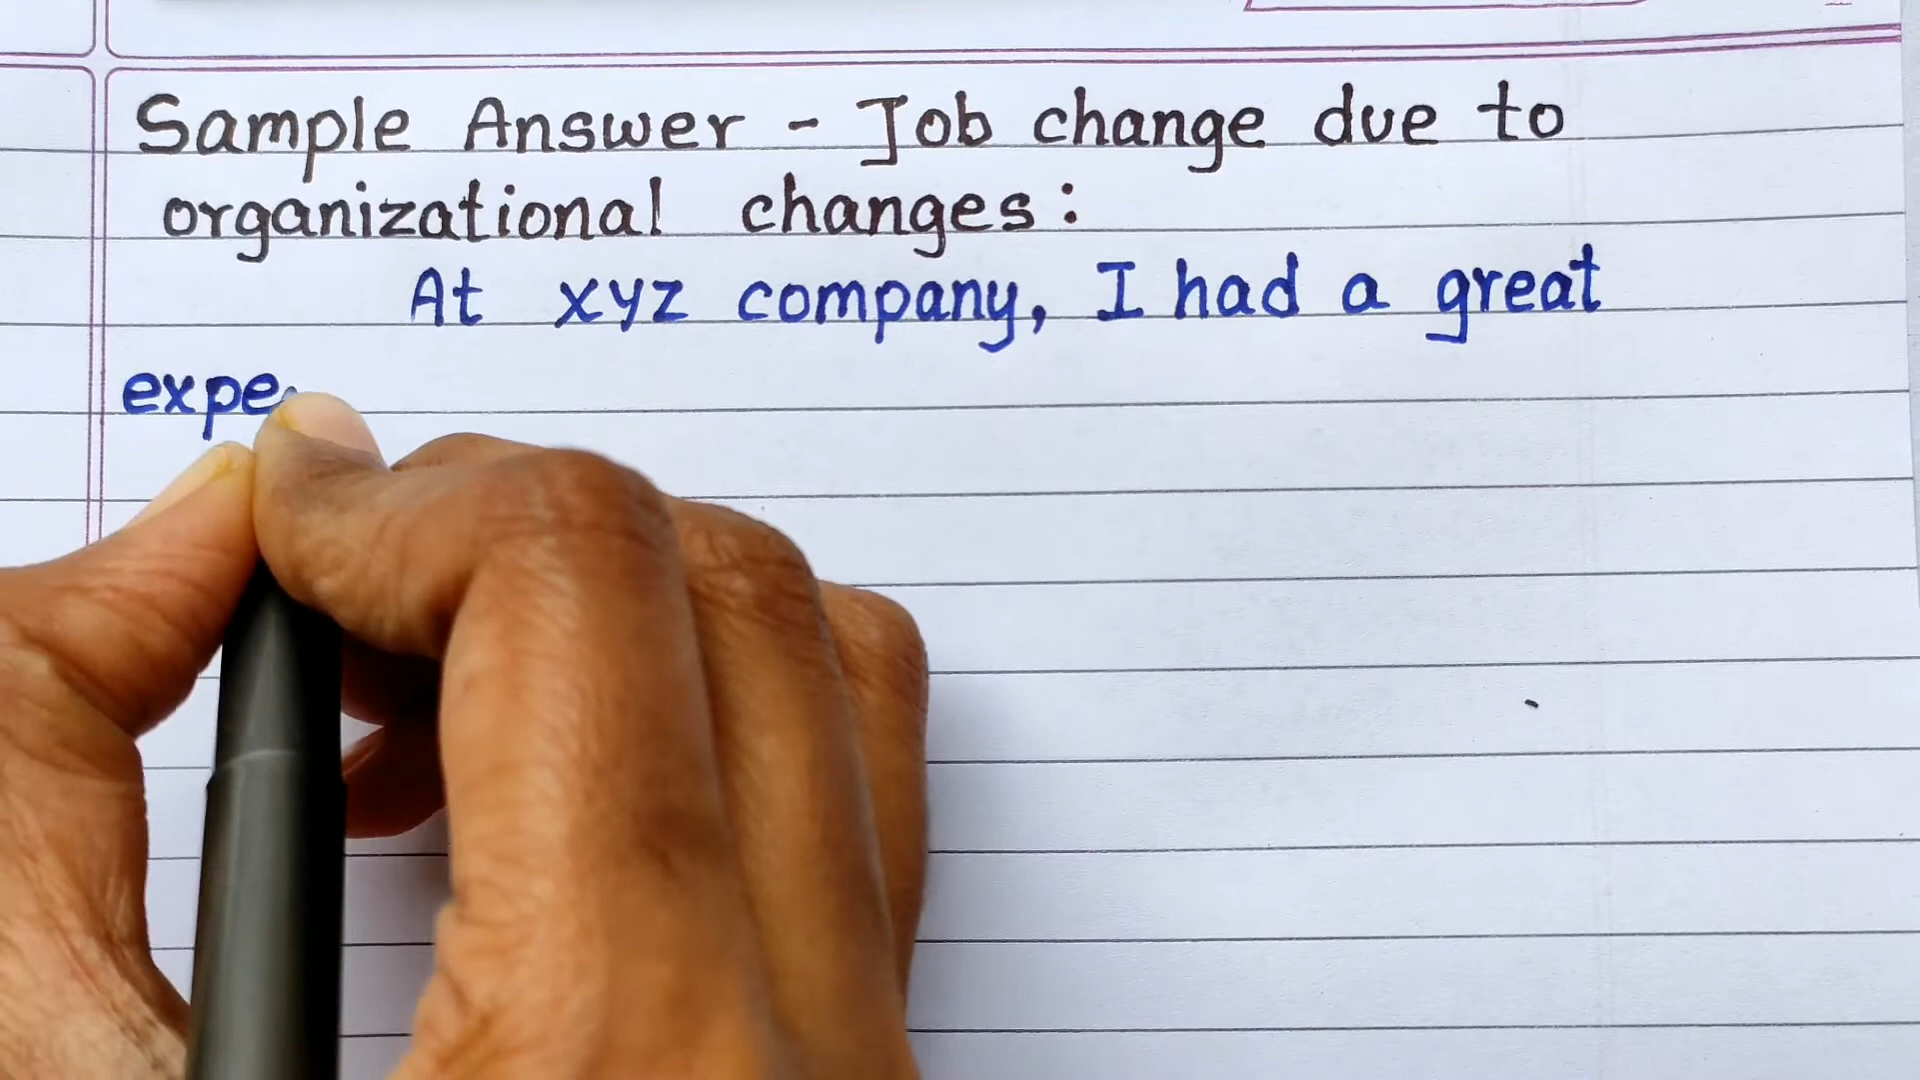 Sample Answer - Job change due to
organizational changes:
At xyz company, I had a great
expe